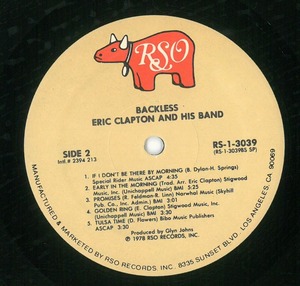 RSO
BACKLESS
ERIC CLAPTON AND HIS BAND
SIDE 2
Intl.# 2394 213
RS-1-3039
(RS-1-3039BS SP)
1. IF I DON'T BE THERE BY MORNING (B. Dylan-H. Springs)
Special Rider Music ASCAP 4:35
2. EARLY IN THE MORNING (Trad. Arr. Eric Clapton) Stigwood
Music, Inc. (Unichappell Music) BMI 5:25
3. PROMISES (R. Feldman-R. Linn) Narwhal Music (Skyhill
Pub. Co., Inc. Admin.) BMI 3:01
4. GOLDEN RING (E. Clapton) Stigwood Music, Inc.
(Unichappell Music) BMI 3:30
5. TULSA TIME (D. Flowers) Bibo Music Publishers
ASCAP 3:30
Produced by Glyn Johns
℗ 1978 RSO RECORDS, INC.
MANUFACTURED & MARKETED BY RSO RECORDS, INC. 8335 SUNSET BLVD. LOS ANGELES, CA. 90069